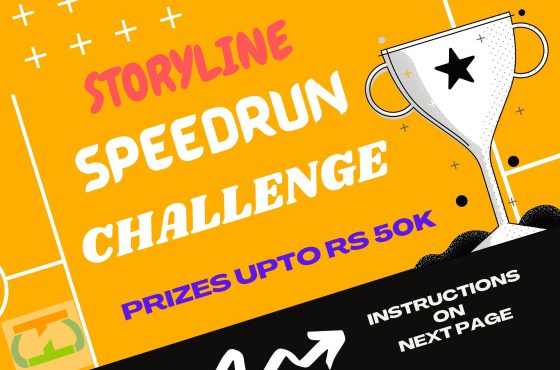 STORYLINE
SPEEDRUN
CHALLENGE
PRIZES UPTO RS 50K
INSTRUCTIONS
ON
NEXT PAGE